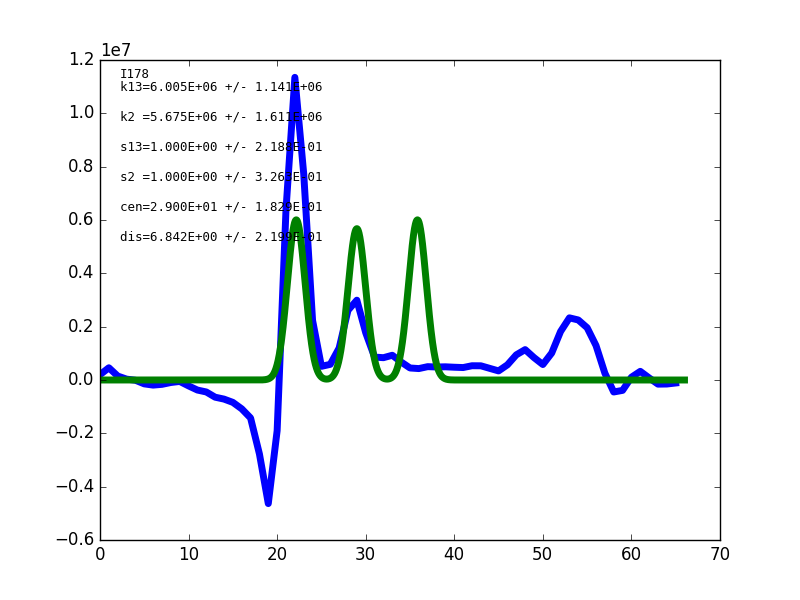 1e7
1.2
1.0
0.8
0.6
0.4
0.2
0.0
−0.2
−0.4
−0.6
0 10 20 30 40 50 60 70
I178
k13=6.005E+06 +/- 1.141E+06
k2 =5.675E+06 +/- 1.611E+06
s13=1.000E+00 +/- 2.188E-01
s2 =1.000E+00 +/- 3.263E-01
cen=2.900E+01 +/- 1.829E-01
dis=6.842E+00 +/- 2.199E-01